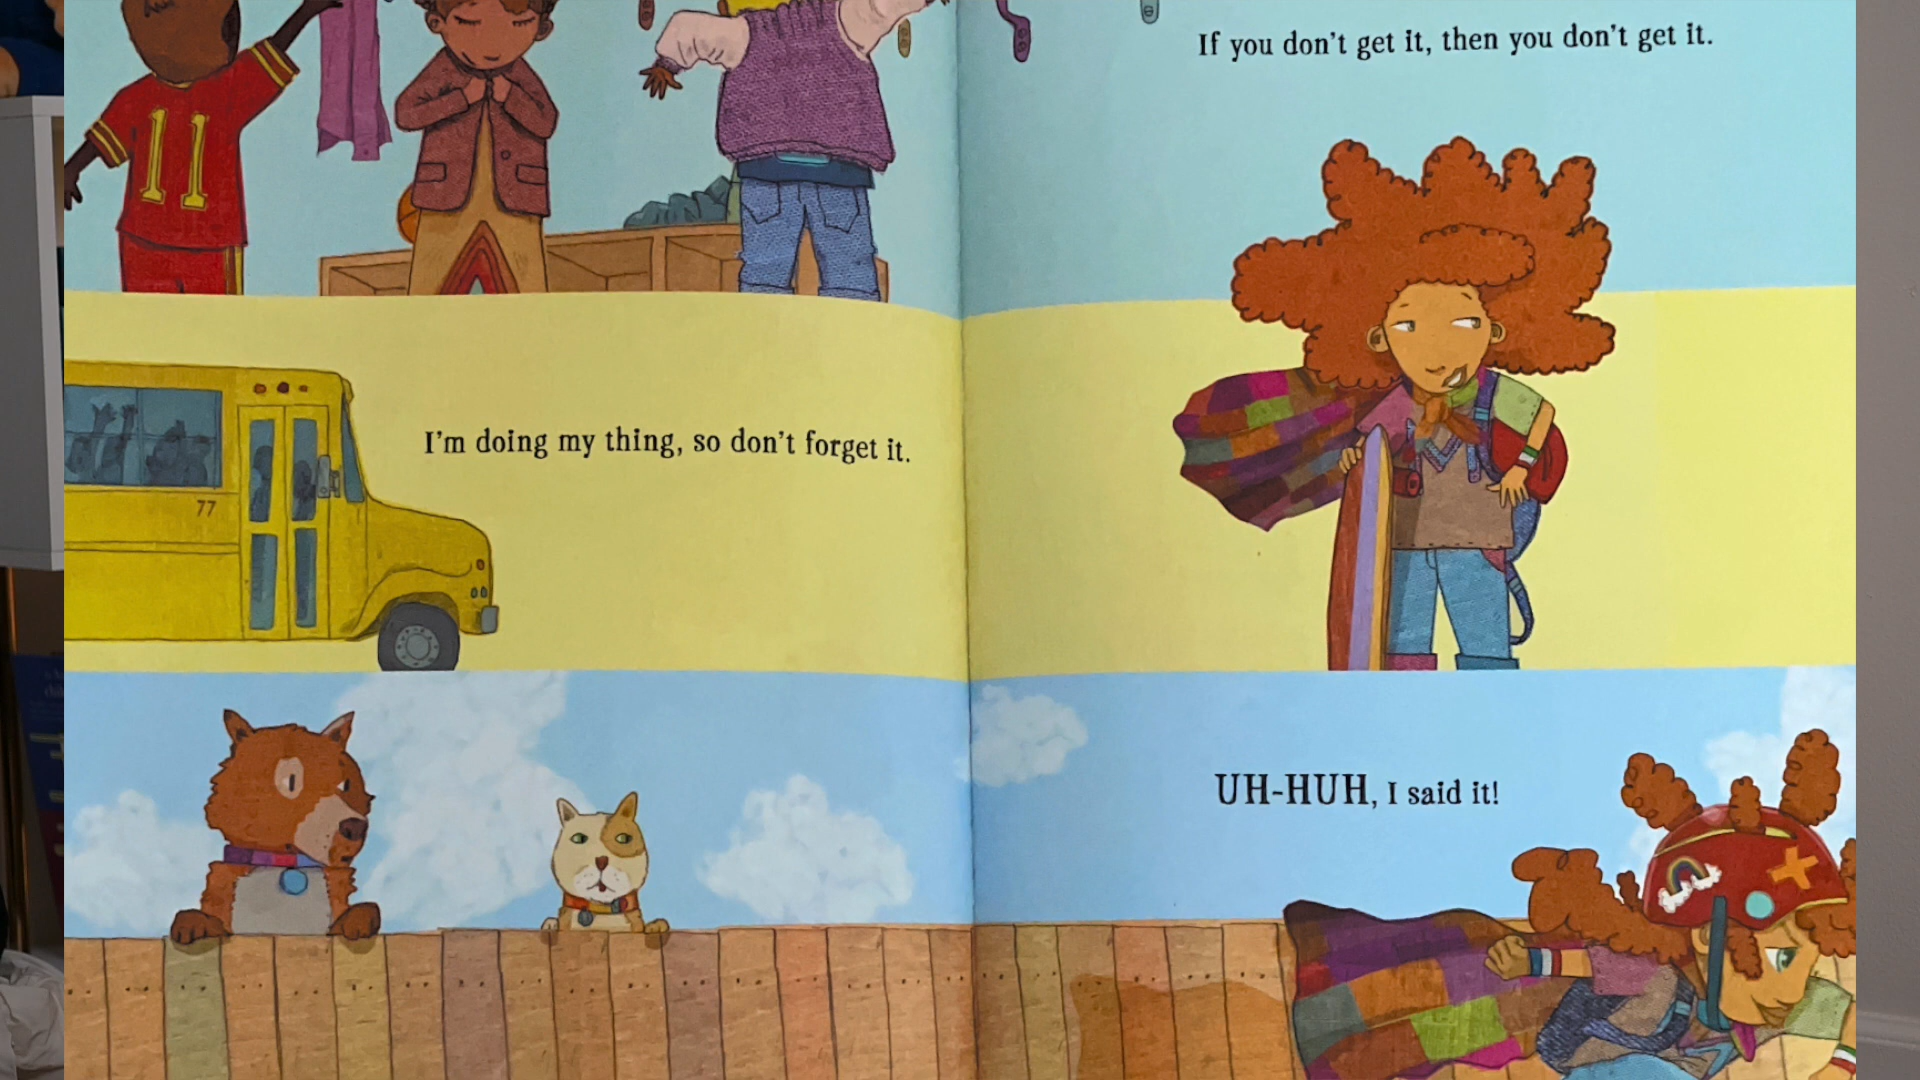 If you don't get it, then you don't get it.
11
I'm doing my thing, so don't forget it.
77
UH-HUH, I said it!